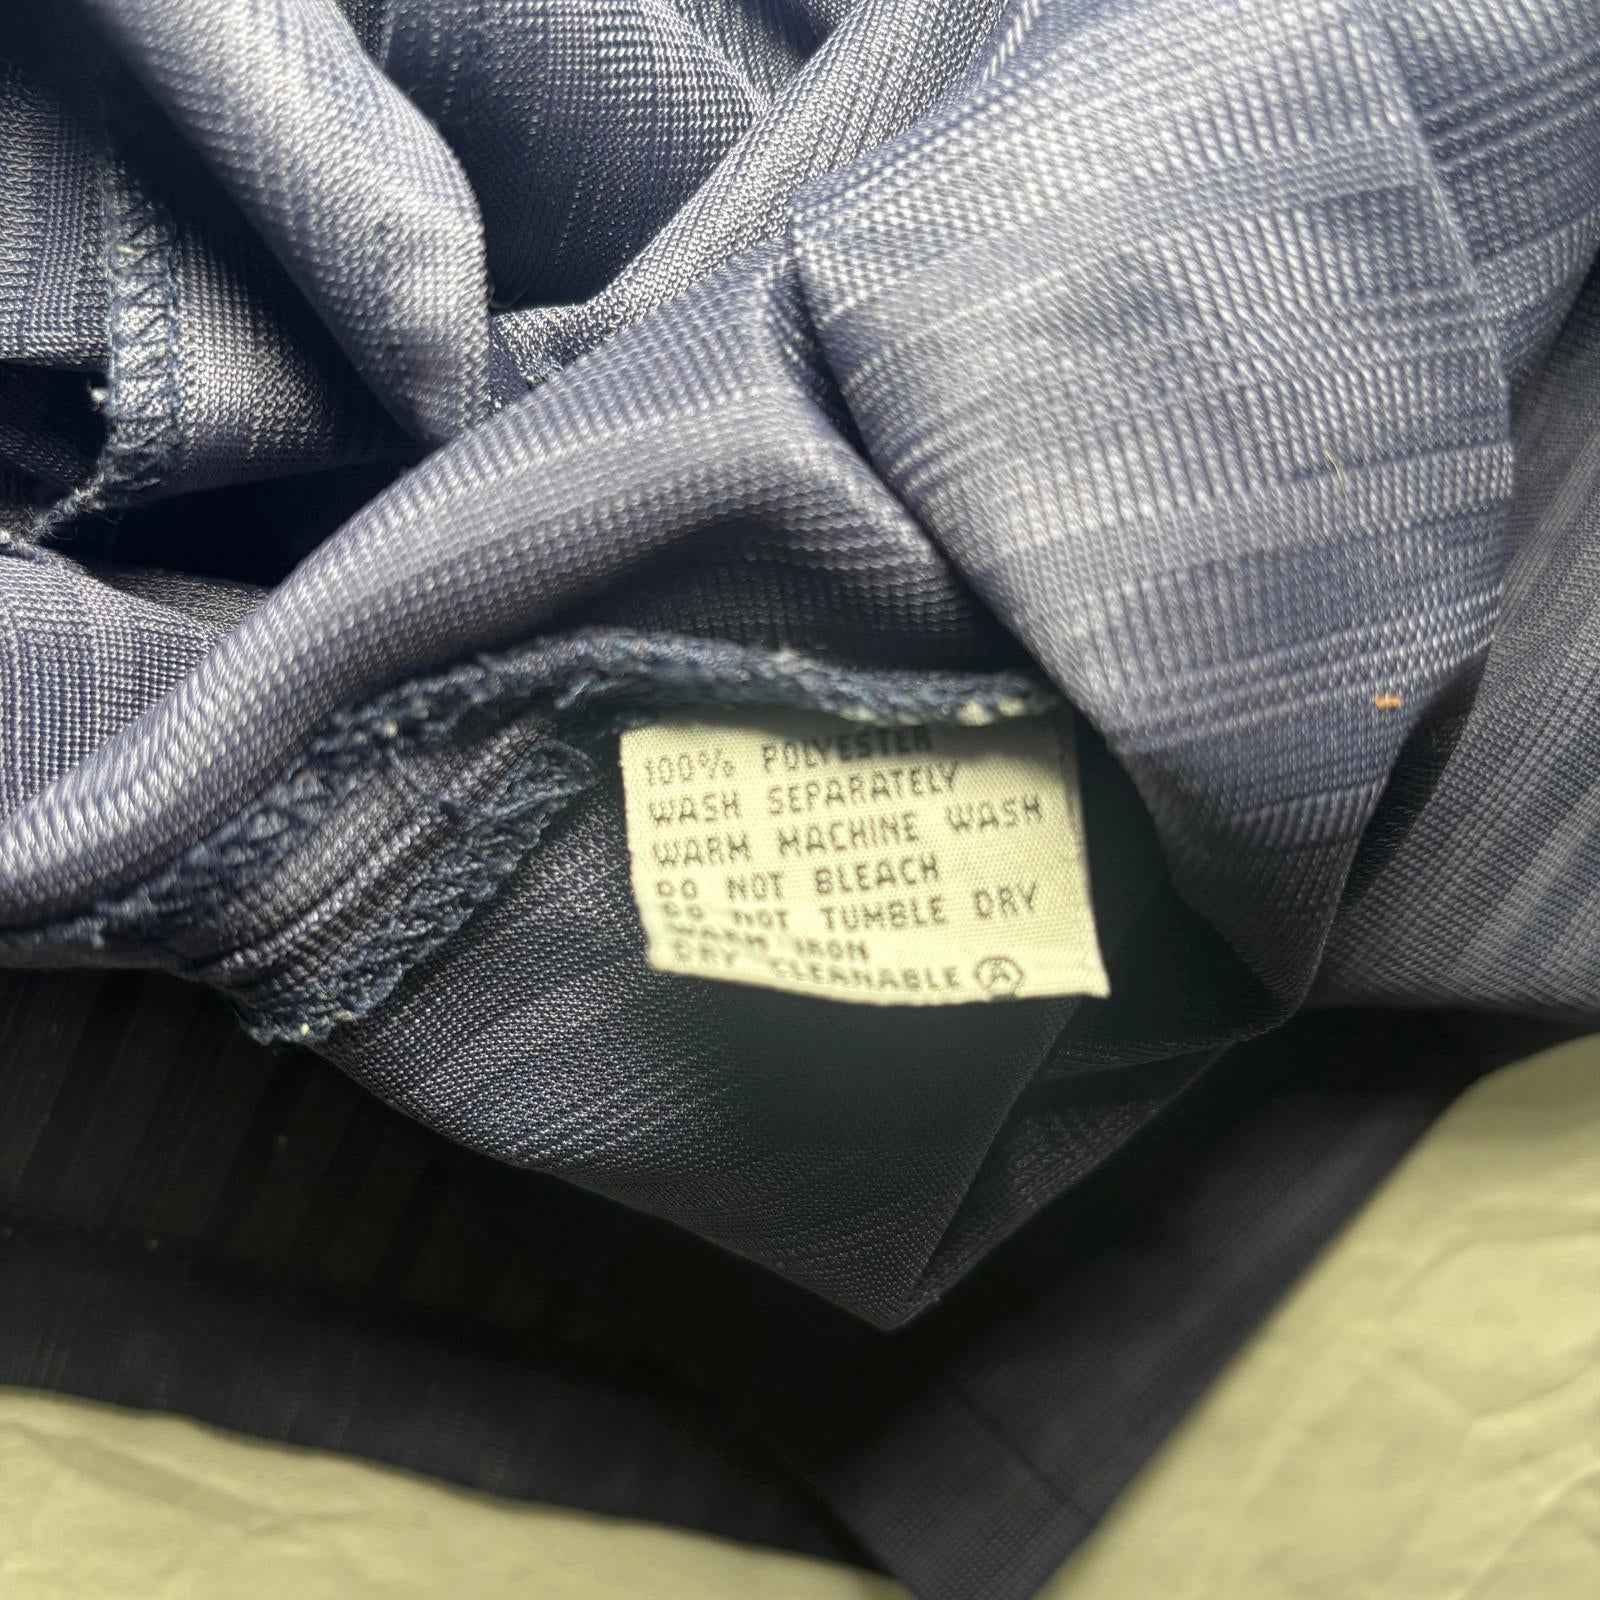 100% POLYESTER
WASH SEPARATELY
WARM MACHINE WASH
DO NOT BLEACH
DO NOT TUMBLE DRY
WARM IRON
DRY CLEANABLE Ⓐ